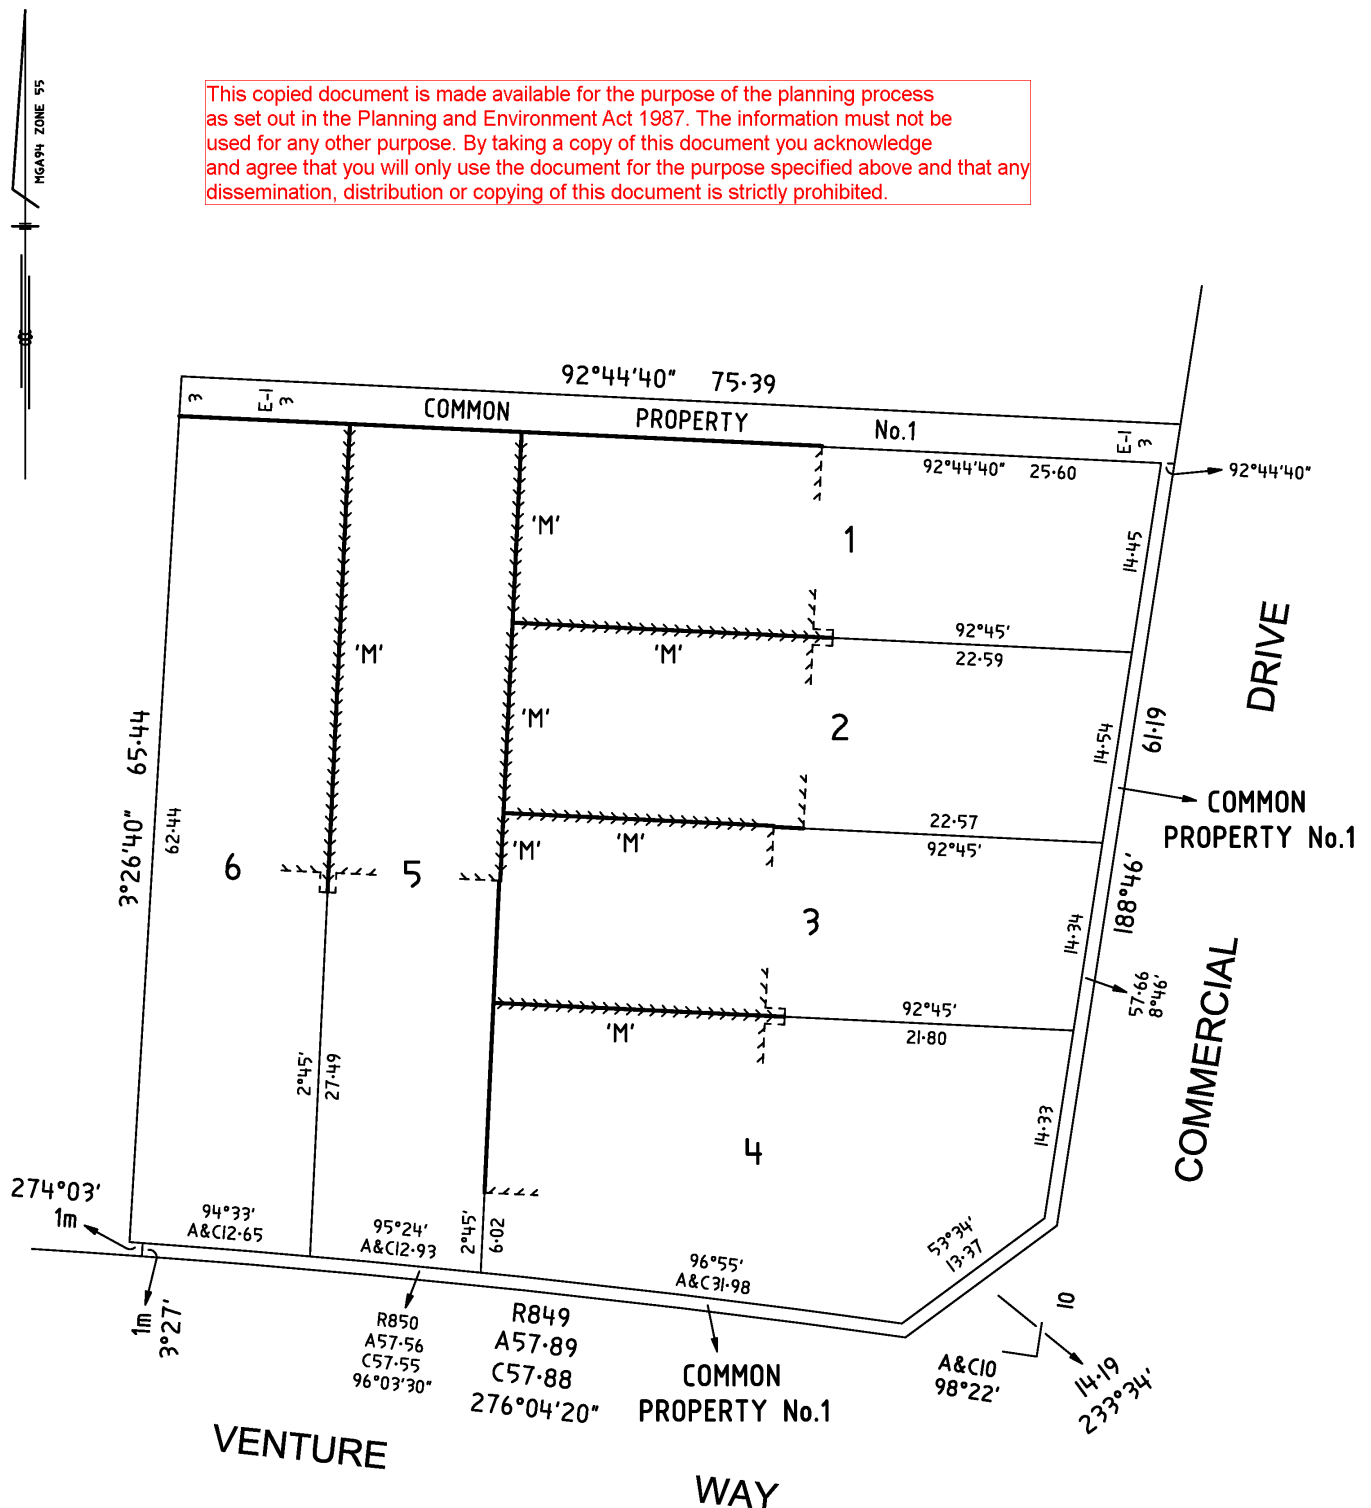 MGA94 ZONE 55
This copied document is made available for the purpose of the planning process
as set out in the Planning and Environment Act 1987. The information must not be
used for any other purpose. By taking a copy of this document you acknowledge
and agree that you will only use the document for the purpose specified above and that any
dissemination, distribution or copying of this document is strictly prohibited.
92°44'40" 75·39
3
E-1
3
COMMON PROPERTY No.1
E-1
3
92°44'40" 25·60
92°44'40"
'M'
1
14·45
92°45'
22·59
'M'
'M'
DRIVE
'M'
2
14·54
61·19
COMMON
PROPERTY No.1
3°26'40" 65·44
62·44
22·57
92°45'
'M'
'M'
6
5
3
14·34
188°46'
57·66
8°46'
92°45'
21·80
'M'
COMMERCIAL
2°45'
27·49
4
14·33
274°03'
1m
94°33'
A&C12·65
95°24'
A&C12·93
2°45'
6·02
96°55'
A&C31·98
53°34'
13·37
1m
3°27'
R850
A57·56
C57·55
96°03'30"
R849
A57·89
C57·88
276°04'20"
COMMON
PROPERTY No.1
10
A&C10
98°22'
14·19
233°34'
VENTURE WAY